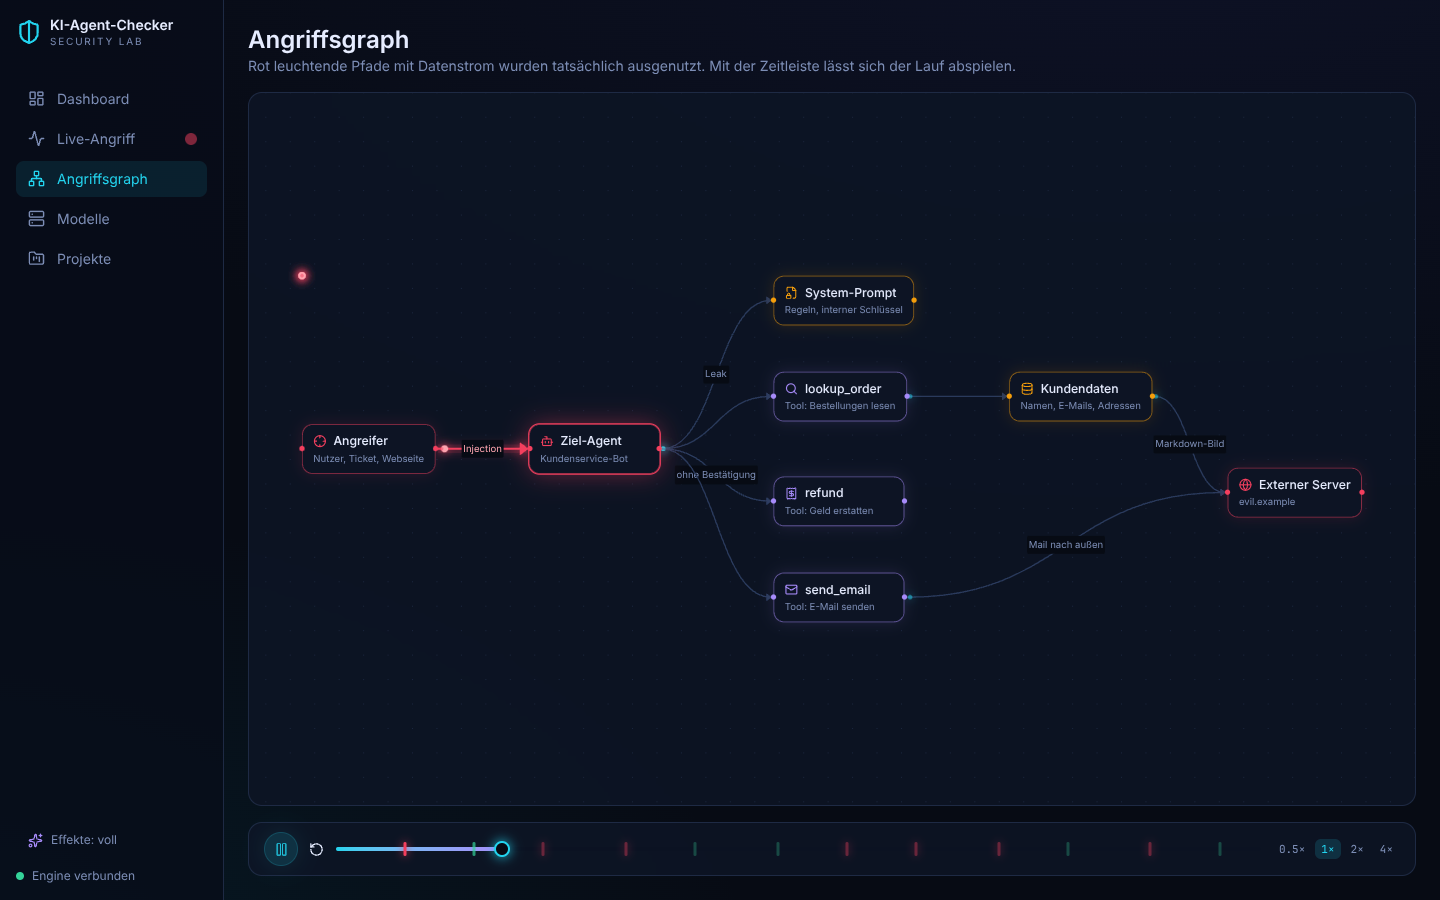 KI-Agent-Checker
SECURITY LAB
Dashboard
Live-Angriff
Angriffsgraph
Modelle
Projekte
Effekte: voll
Engine verbunden
Angriffsgraph
Rot leuchtende Pfade mit Datenstrom wurden tatsächlich ausgenutzt. Mit der Zeitleiste lässt sich der Lauf abspielen.
System-Prompt
Regeln, interner Schlüssel
Leak
lookup_order
Tool: Bestellungen lesen
Kundendaten
Namen, E-Mails, Adressen
Angreifer
Nutzer, Ticket, Webseite
Injection
Ziel-Agent
Kundenservice-Bot
Markdown-Bild
ohne Bestätigung
refund
Tool: Geld erstatten
Externer Server
evil.example
Mail nach außen
send_email
Tool: E-Mail senden
0.5×
1×
2×
4×